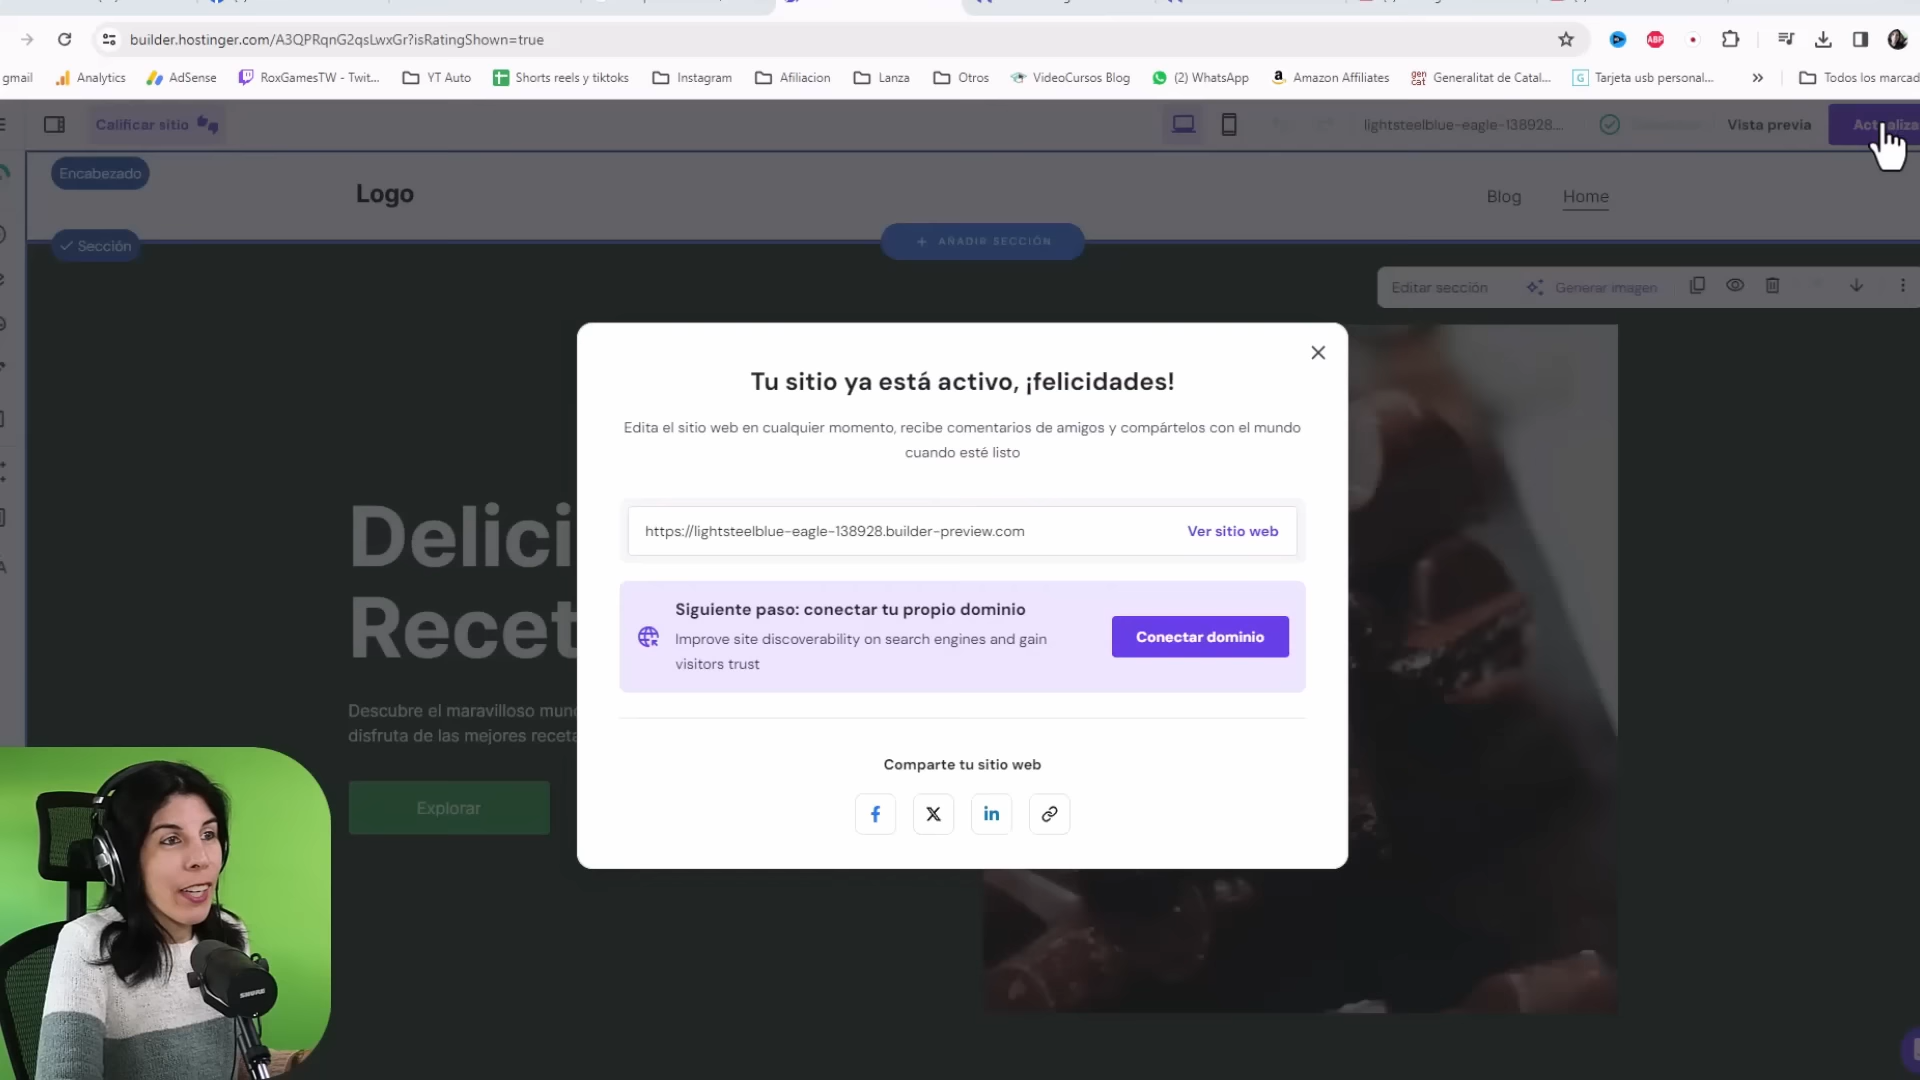 builder.hostinger.com/A3QPRqnG2qsLwxGr?isRatingShown=true
gmail
Analytics
AdSense
RoxGamesTW - Twit...
YT Auto
Shorts reels y tiktoks
Instagram
Afiliacion
Lanza
Otros
VideoCursos Blog
(2) WhatsApp
Amazon Affiliates
Generalitat de Catal...
Tarjeta usb personal...
»
Todos los marcad
Calificar sitio
lightsteelblue-eagle-138928...
Vista previa
Encabezado
Logo
Blog
Home
Sección
+ AÑADIR SECCIÓN
Editar sección
Generar imagen
Tu sitio ya está activo, ¡felicidades!
Edita el sitio web en cualquier momento, recibe comentarios de amigos y compártelos con el mundo
cuando esté listo
https://lightsteelblue-eagle-138928.builder-preview.com
Ver sitio web
Siguiente paso: conectar tu propio dominio
Improve site discoverability on search engines and gain
visitors trust
Conectar dominio
Comparte tu sitio web
Delici
Recet
Descubre el maravilloso mun
disfruta de las mejores receta
Explorar
SHURE